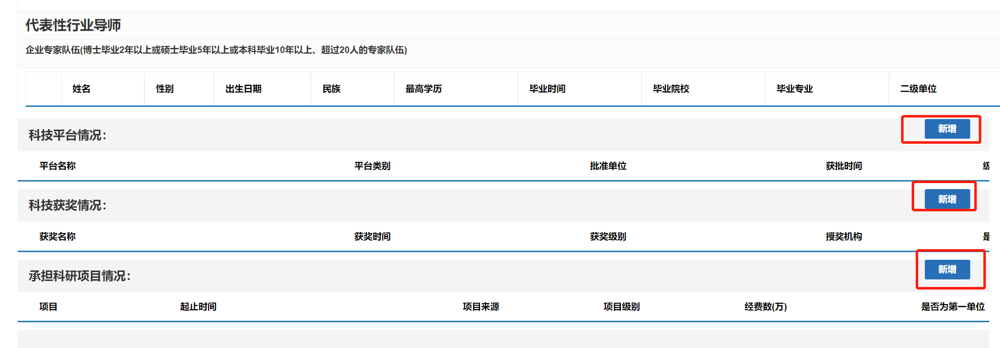 代表性行业导师
企业专家队伍(博士毕业2年以上或硕士毕业5年以上或本科毕业10年以上、超过20人的专家队伍)
姓名 性别 出生日期 民族 最高学历 毕业时间 毕业院校 毕业专业 二级单位
科技平台情况： 新增
平台名称 平台类别 批准单位 获批时间 级
科技获奖情况： 新增
获奖名称 获奖时间 获奖级别 授奖机构 是
承担科研项目情况： 新增
项目 起止时间 项目来源 项目级别 经费数(万) 是否为第一单位